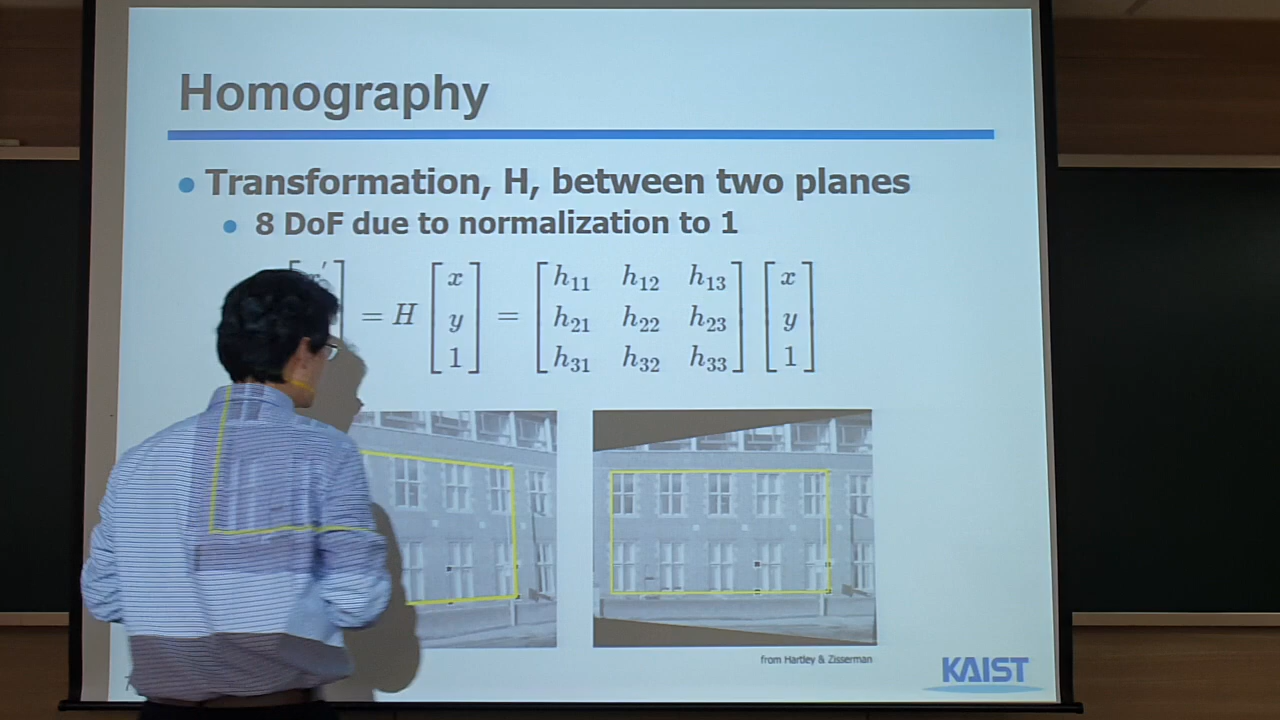 Homography
Transformation, H, between two planes
8 DoF due to normalization to 1
x′ = H [x y 1] = [h11 h12 h13 h21 h22 h23 h31 h32 h33] [x y 1]
from Hartley & Zisserman
KAIST